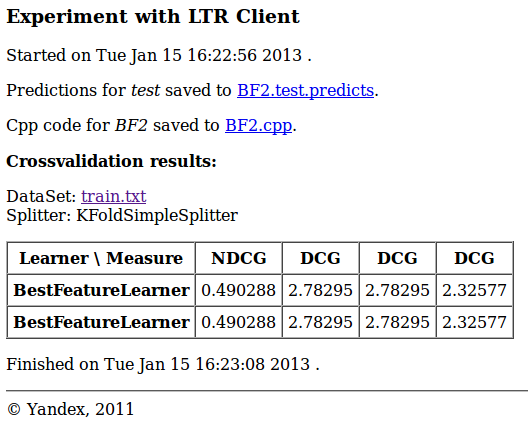 Experiment with LTR Client
Started on Tue Jan 15 16:22:56 2013 .
Predictions for test saved to BF2.test.predicts.
Cpp code for BF2 saved to BF2.cpp.
Crossvalidation results:
DataSet: train.txt
Splitter: KFoldSimpleSplitter
Learner \ Measure NDCG DCG DCG DCG
BestFeatureLearner 0.490288 2.78295 2.78295 2.32577
BestFeatureLearner 0.490288 2.78295 2.78295 2.32577
Finished on Tue Jan 15 16:23:08 2013 .
© Yandex, 2011